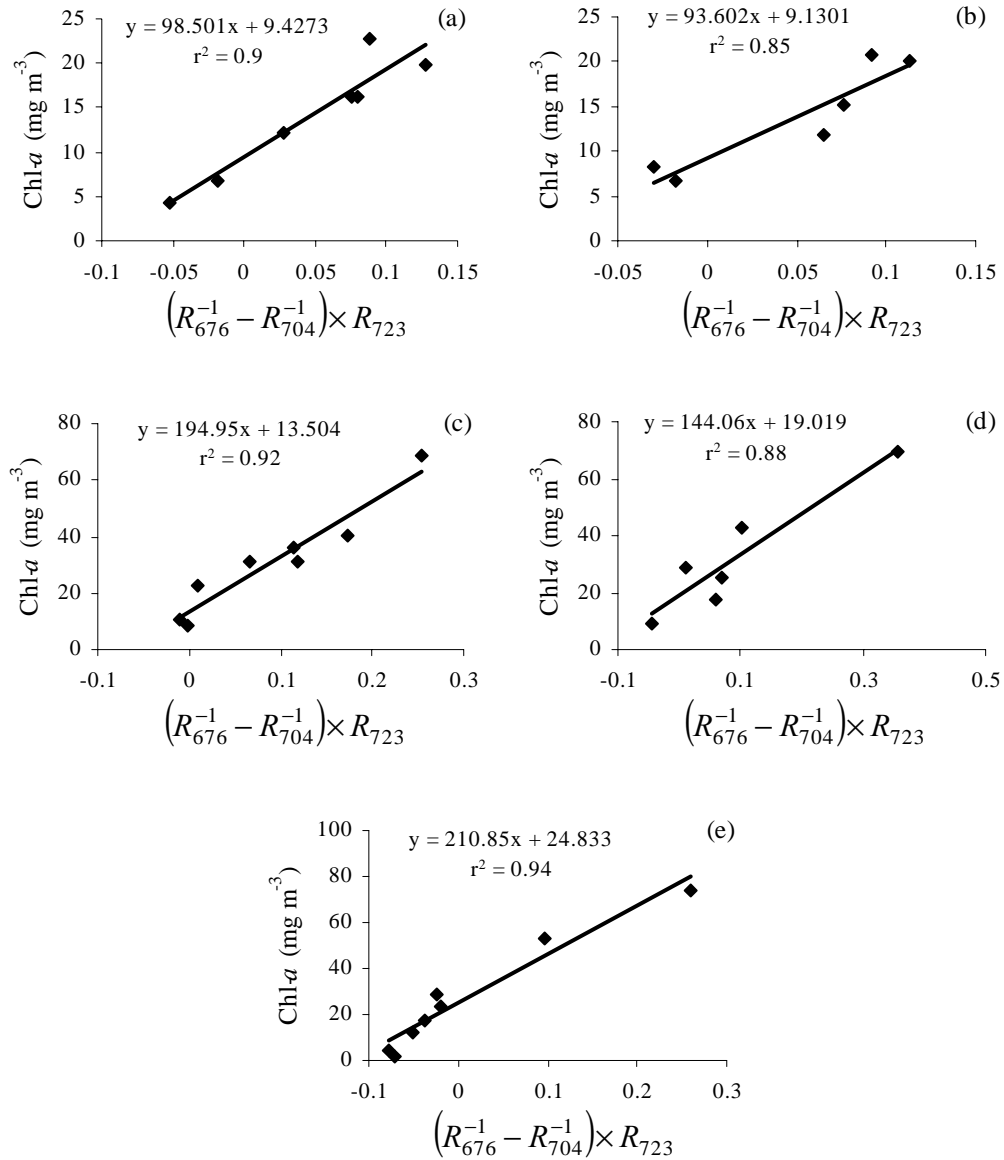 (a)
y = 98.501x + 9.4273
r² = 0.9
25
20
15
10
5
0
Chl-a (mg m⁻³)
-0.1 -0.05 0 0.05 0.1 0.15
(R₆₇₆⁻¹ − R₇₀₄⁻¹) × R₇₂₃
(b)
y = 93.602x + 9.1301
r² = 0.85
25
20
15
10
5
0
Chl-a (mg m⁻³)
-0.05 0 0.05 0.1 0.15
(R₆₇₆⁻¹ − R₇₀₄⁻¹) × R₇₂₃
(c)
y = 194.95x + 13.504
r² = 0.92
80
60
40
20
0
Chl-a (mg m⁻³)
-0.1 0 0.1 0.2 0.3
(R₆₇₆⁻¹ − R₇₀₄⁻¹) × R₇₂₃
(d)
y = 144.06x + 19.019
r² = 0.88
80
60
40
20
0
Chl-a (mg m⁻³)
-0.1 0.1 0.3 0.5
(R₆₇₆⁻¹ − R₇₀₄⁻¹) × R₇₂₃
(e)
y = 210.85x + 24.833
r² = 0.94
100
80
60
40
20
0
Chl-a (mg m⁻³)
-0.1 0 0.1 0.2 0.3
(R₆₇₆⁻¹ − R₇₀₄⁻¹) × R₇₂₃